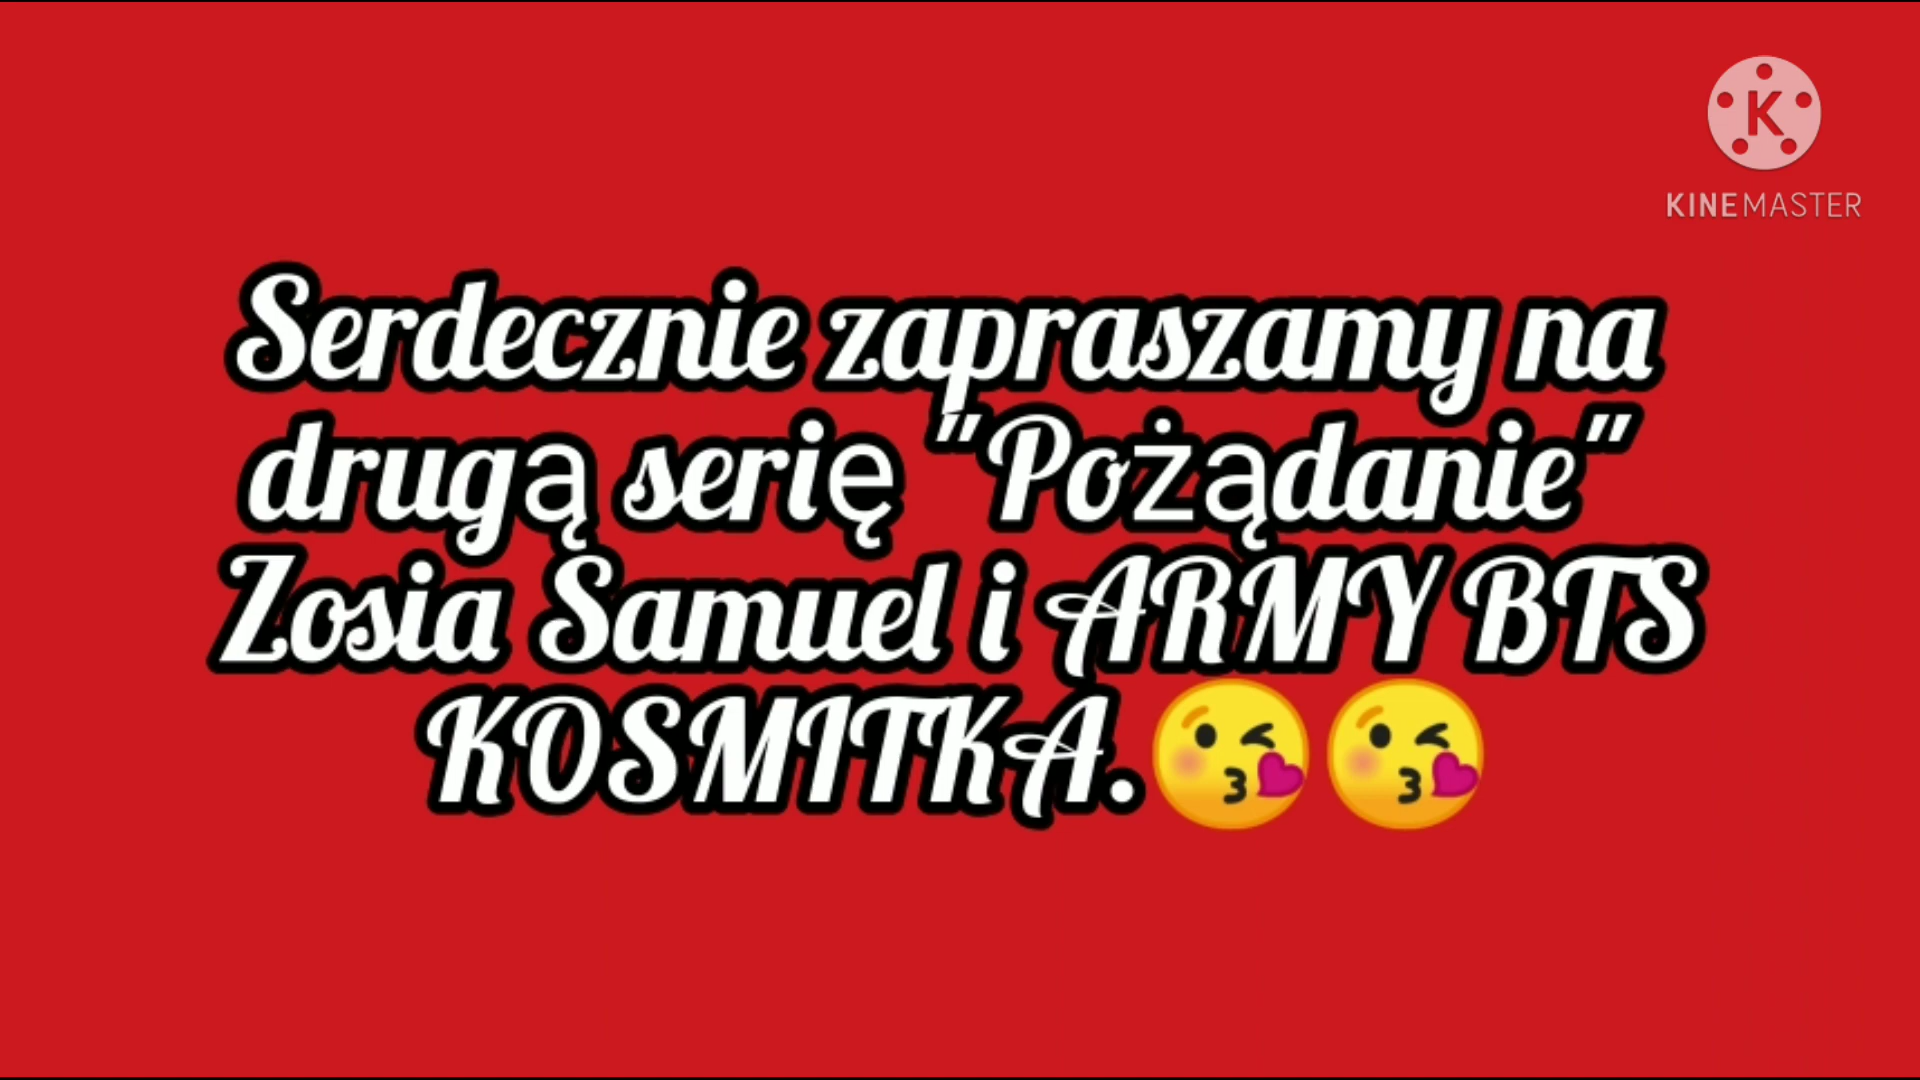 K
KINEMASTER
Serdecznie zapraszamy na
drugą serię "Pożądanie"
Zosia Samuel i ARMY BTS
KOSMITKA.😘😘